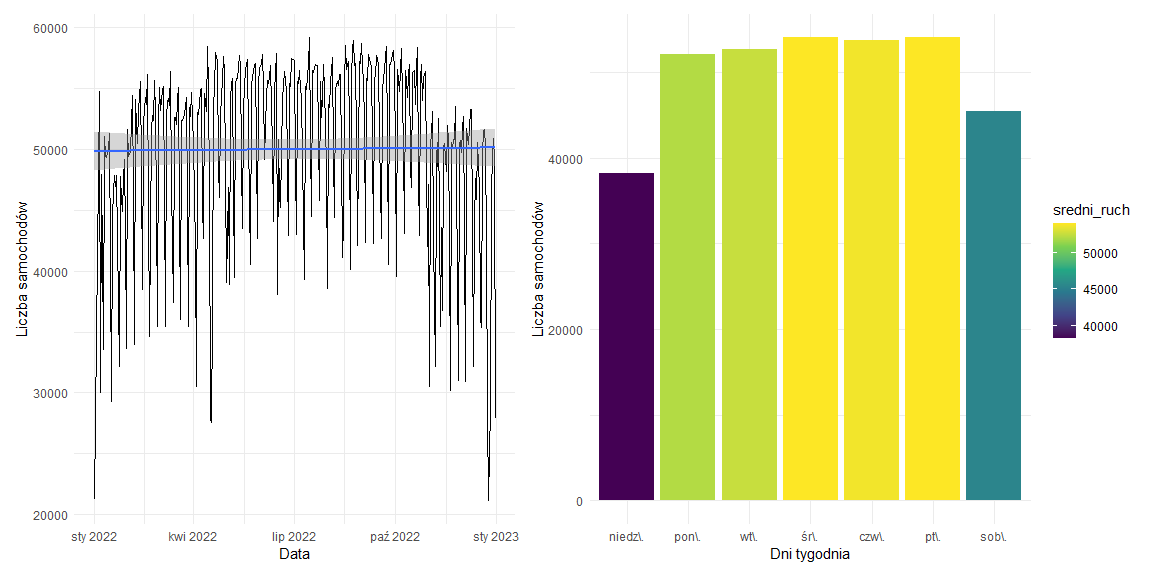 60000
50000
40000
30000
20000
Liczba samochodów
sty 2022
kwi 2022
lip 2022
paź 2022
sty 2023
Data
40000
20000
0
Liczba samochodów
niedz\.
pon\.
wt\.
śr\.
czw\.
pt\.
sob\.
Dni tygodnia
sredni_ruch
50000
45000
40000